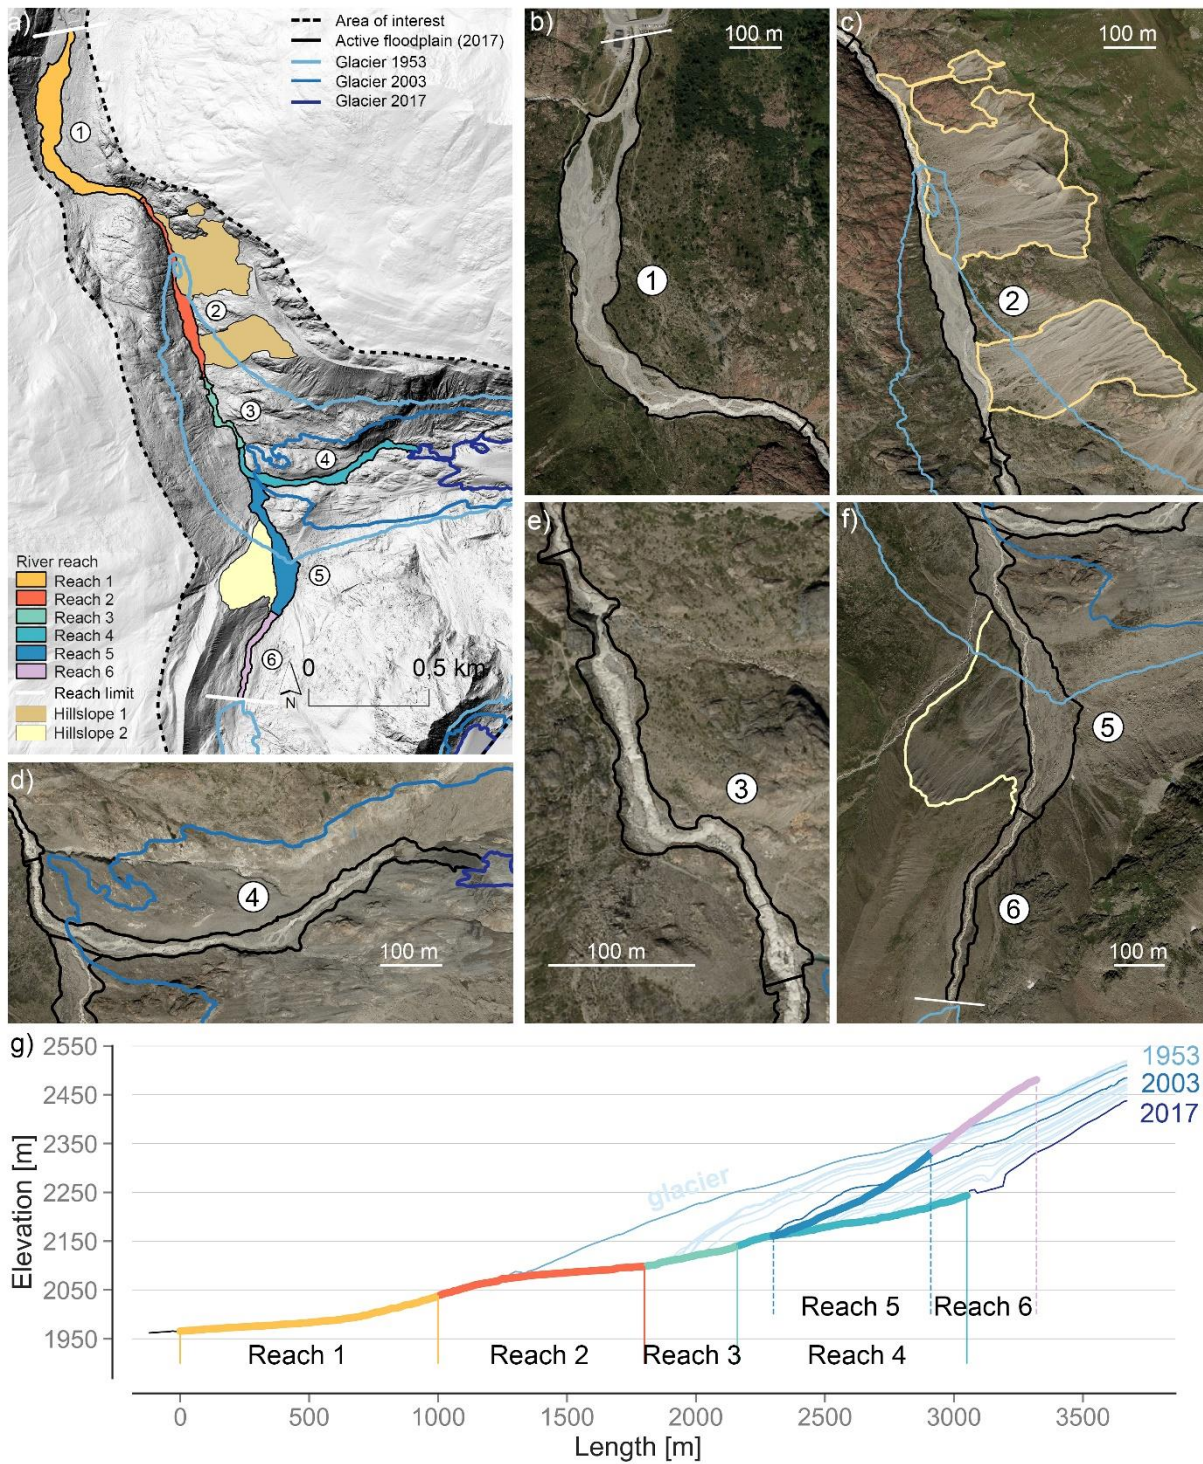 a)
Area of interest
Active floodplain (2017)
Glacier 1953
Glacier 2003
Glacier 2017
1
2
3
4
5
6
0 0,5 km
N
River reach
Reach 1
Reach 2
Reach 3
Reach 4
Reach 5
Reach 6
Reach limit
Hillslope 1
Hillslope 2
b)
100 m
1
c)
100 m
2
d)
4
100 m
e)
3
100 m
f)
5
6
100 m
g)
2550
2450
2350
2250
2150
2050
1950
Elevation [m]
glacier
1953
2003
2017
Reach 5
Reach 6
Reach 1
Reach 2
Reach 3
Reach 4
0 500 1000 1500 2000 2500 3000 3500
Length [m]